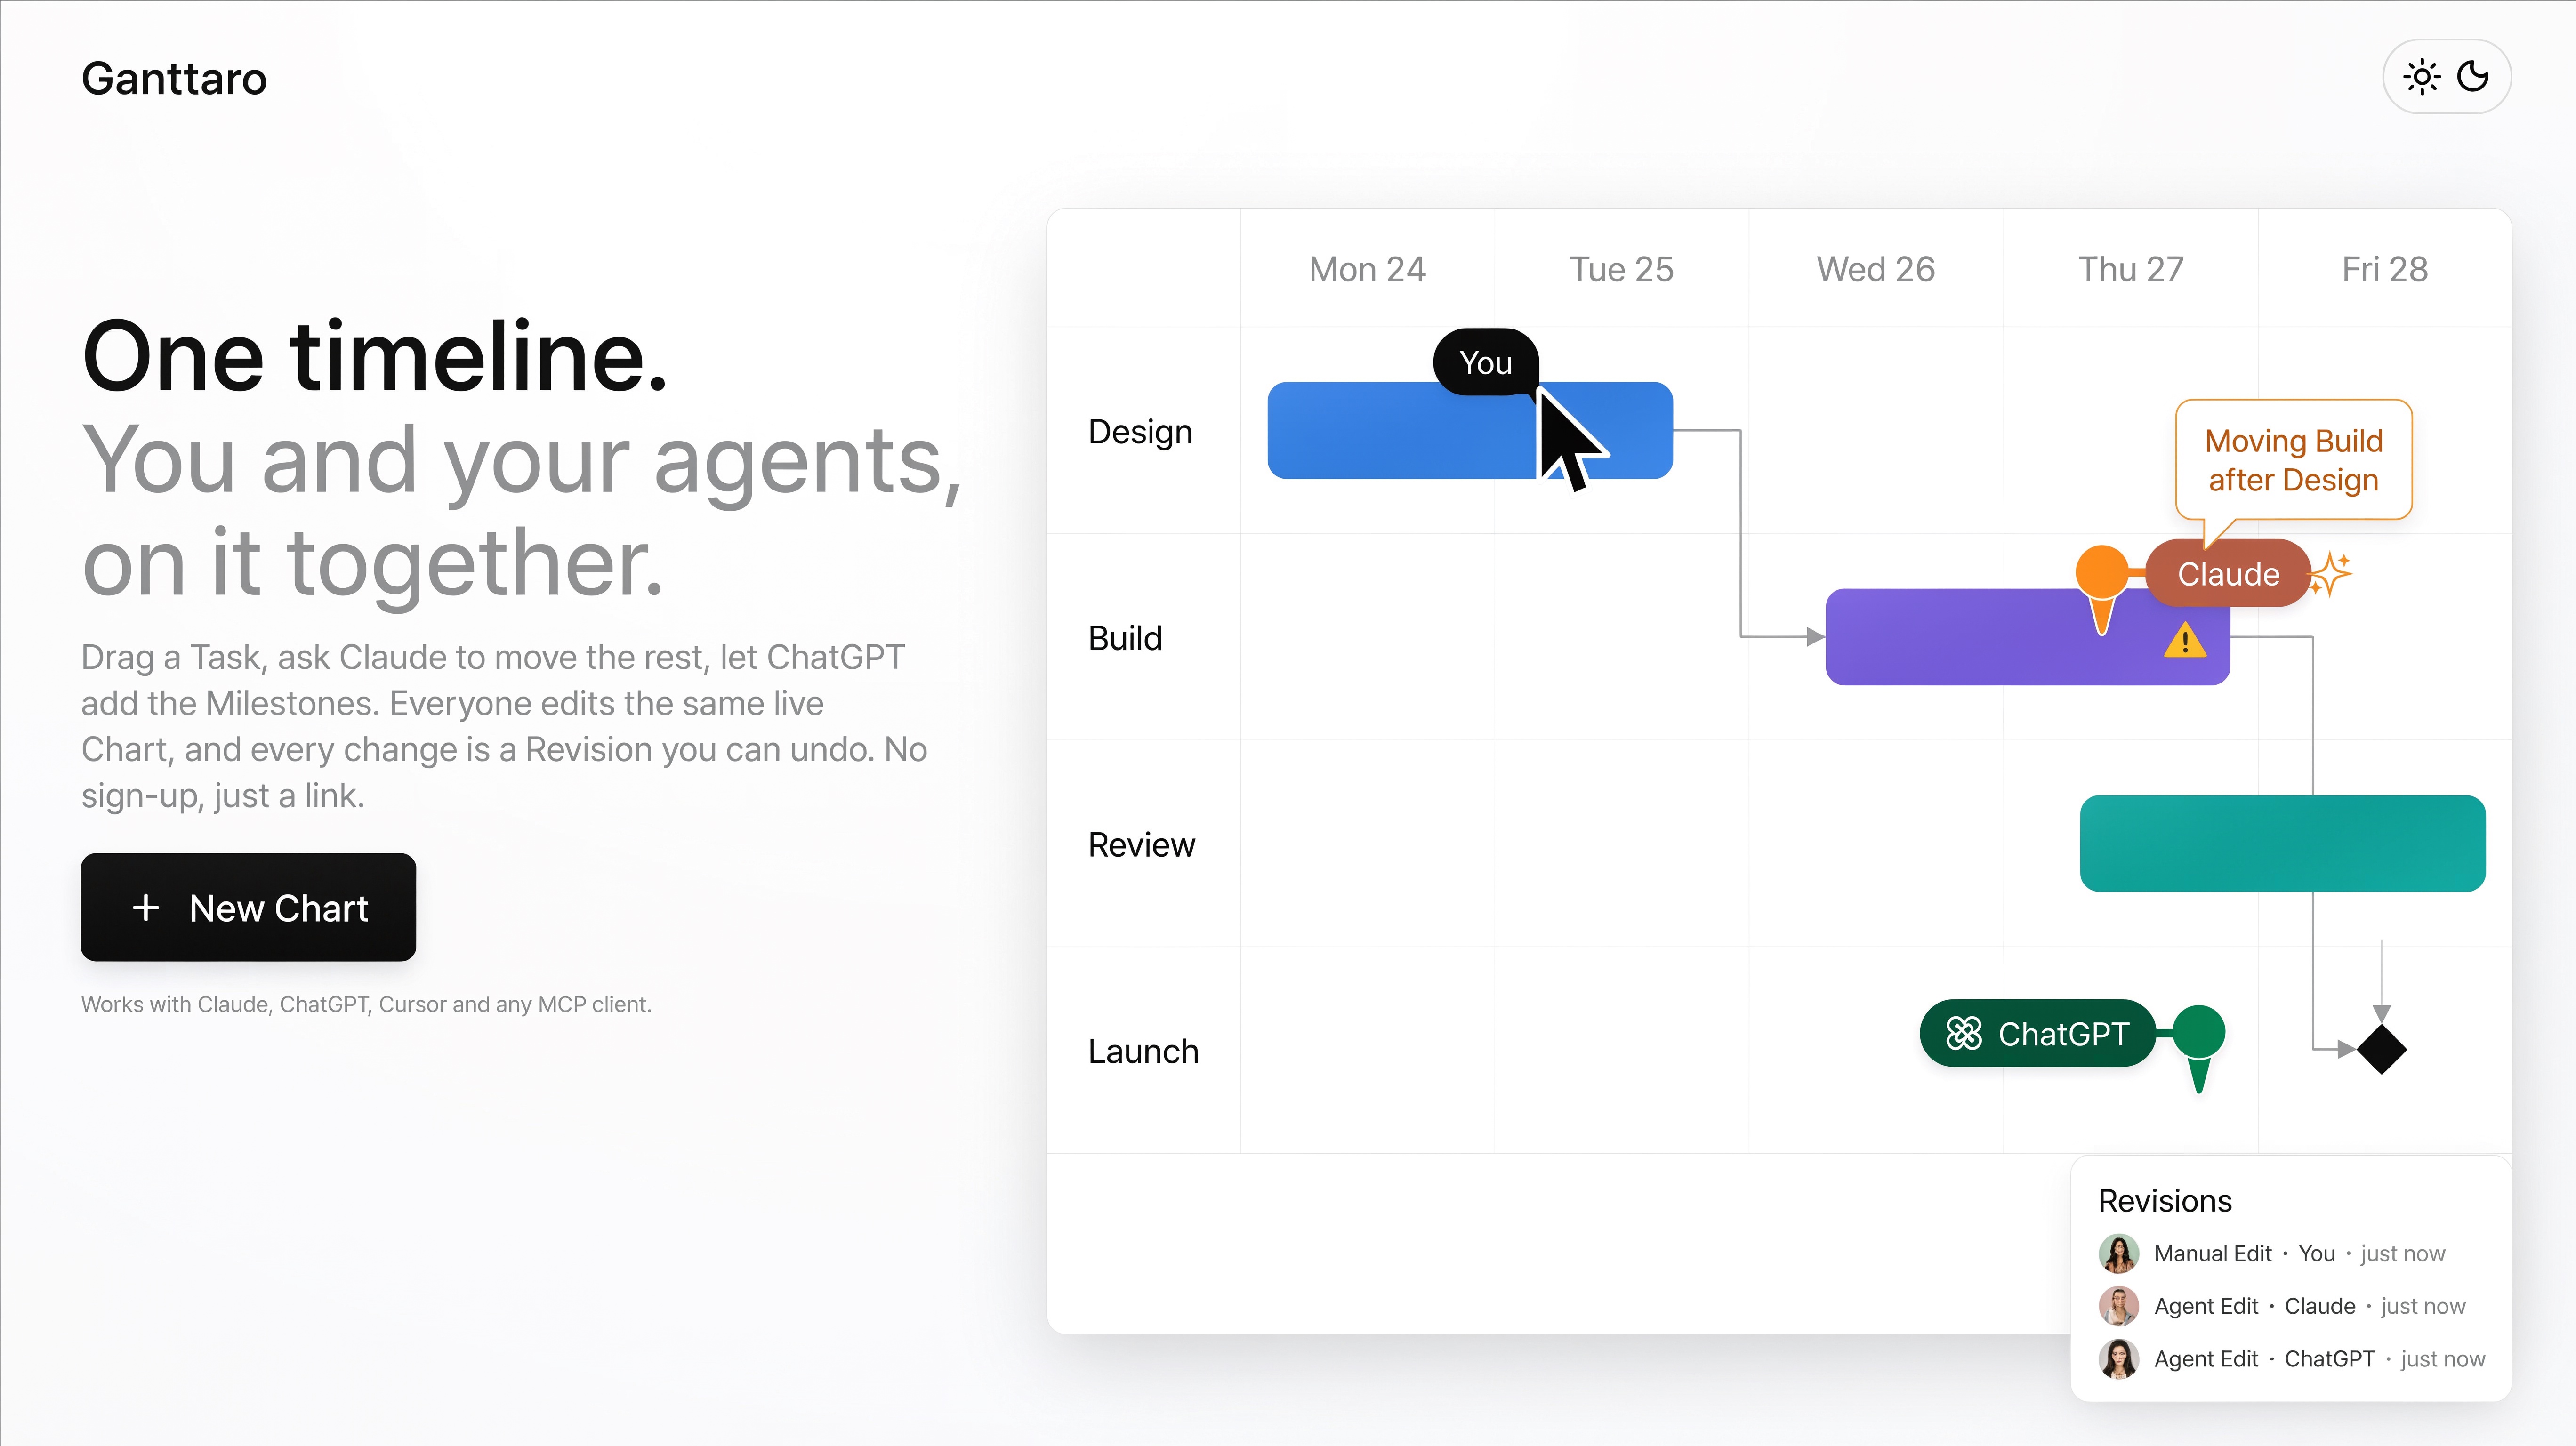 Ganttaro
One timeline.
You and your agents,
on it together.
Drag a Task, ask Claude to move the rest, let ChatGPT
add the Milestones. Everyone edits the same live
Chart, and every change is a Revision you can undo. No
sign-up, just a link.
+ New Chart
Works with Claude, ChatGPT, Cursor and any MCP client.
Mon 24 Tue 25 Wed 26 Thu 27 Fri 28
You
Design
Moving Build
after Design
Claude
Build
Review
ChatGPT
Launch
Revisions
Manual Edit · You · just now
Agent Edit · Claude · just now
Agent Edit · ChatGPT · just now